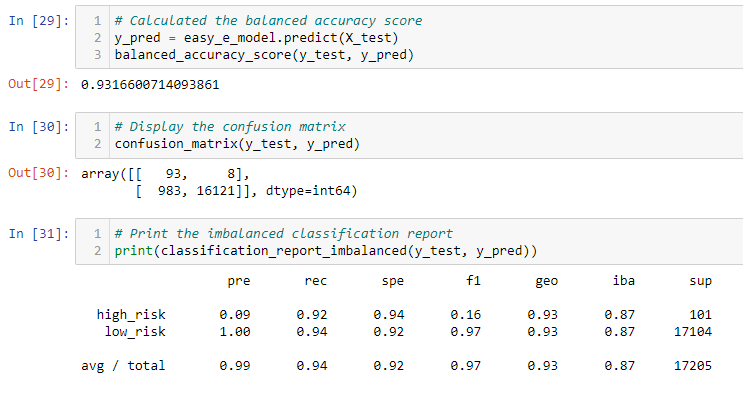 In [29]: 1 # Calculated the balanced accuracy score
2 y_pred = easy_e_model.predict(X_test)
3 balanced_accuracy_score(y_test, y_pred)
Out[29]: 0.9316600714093861
In [30]: 1 # Display the confusion matrix
2 confusion_matrix(y_test, y_pred)
Out[30]: array([[   93,     8],
[  983, 16121]], dtype=int64)
In [31]: 1 # Print the imbalanced classification report
2 print(classification_report_imbalanced(y_test, y_pred))
pre rec spe f1 geo iba sup
high_risk 0.09 0.92 0.94 0.16 0.93 0.87 101
low_risk 1.00 0.94 0.92 0.97 0.93 0.87 17104
avg / total 0.99 0.94 0.92 0.97 0.93 0.87 17205